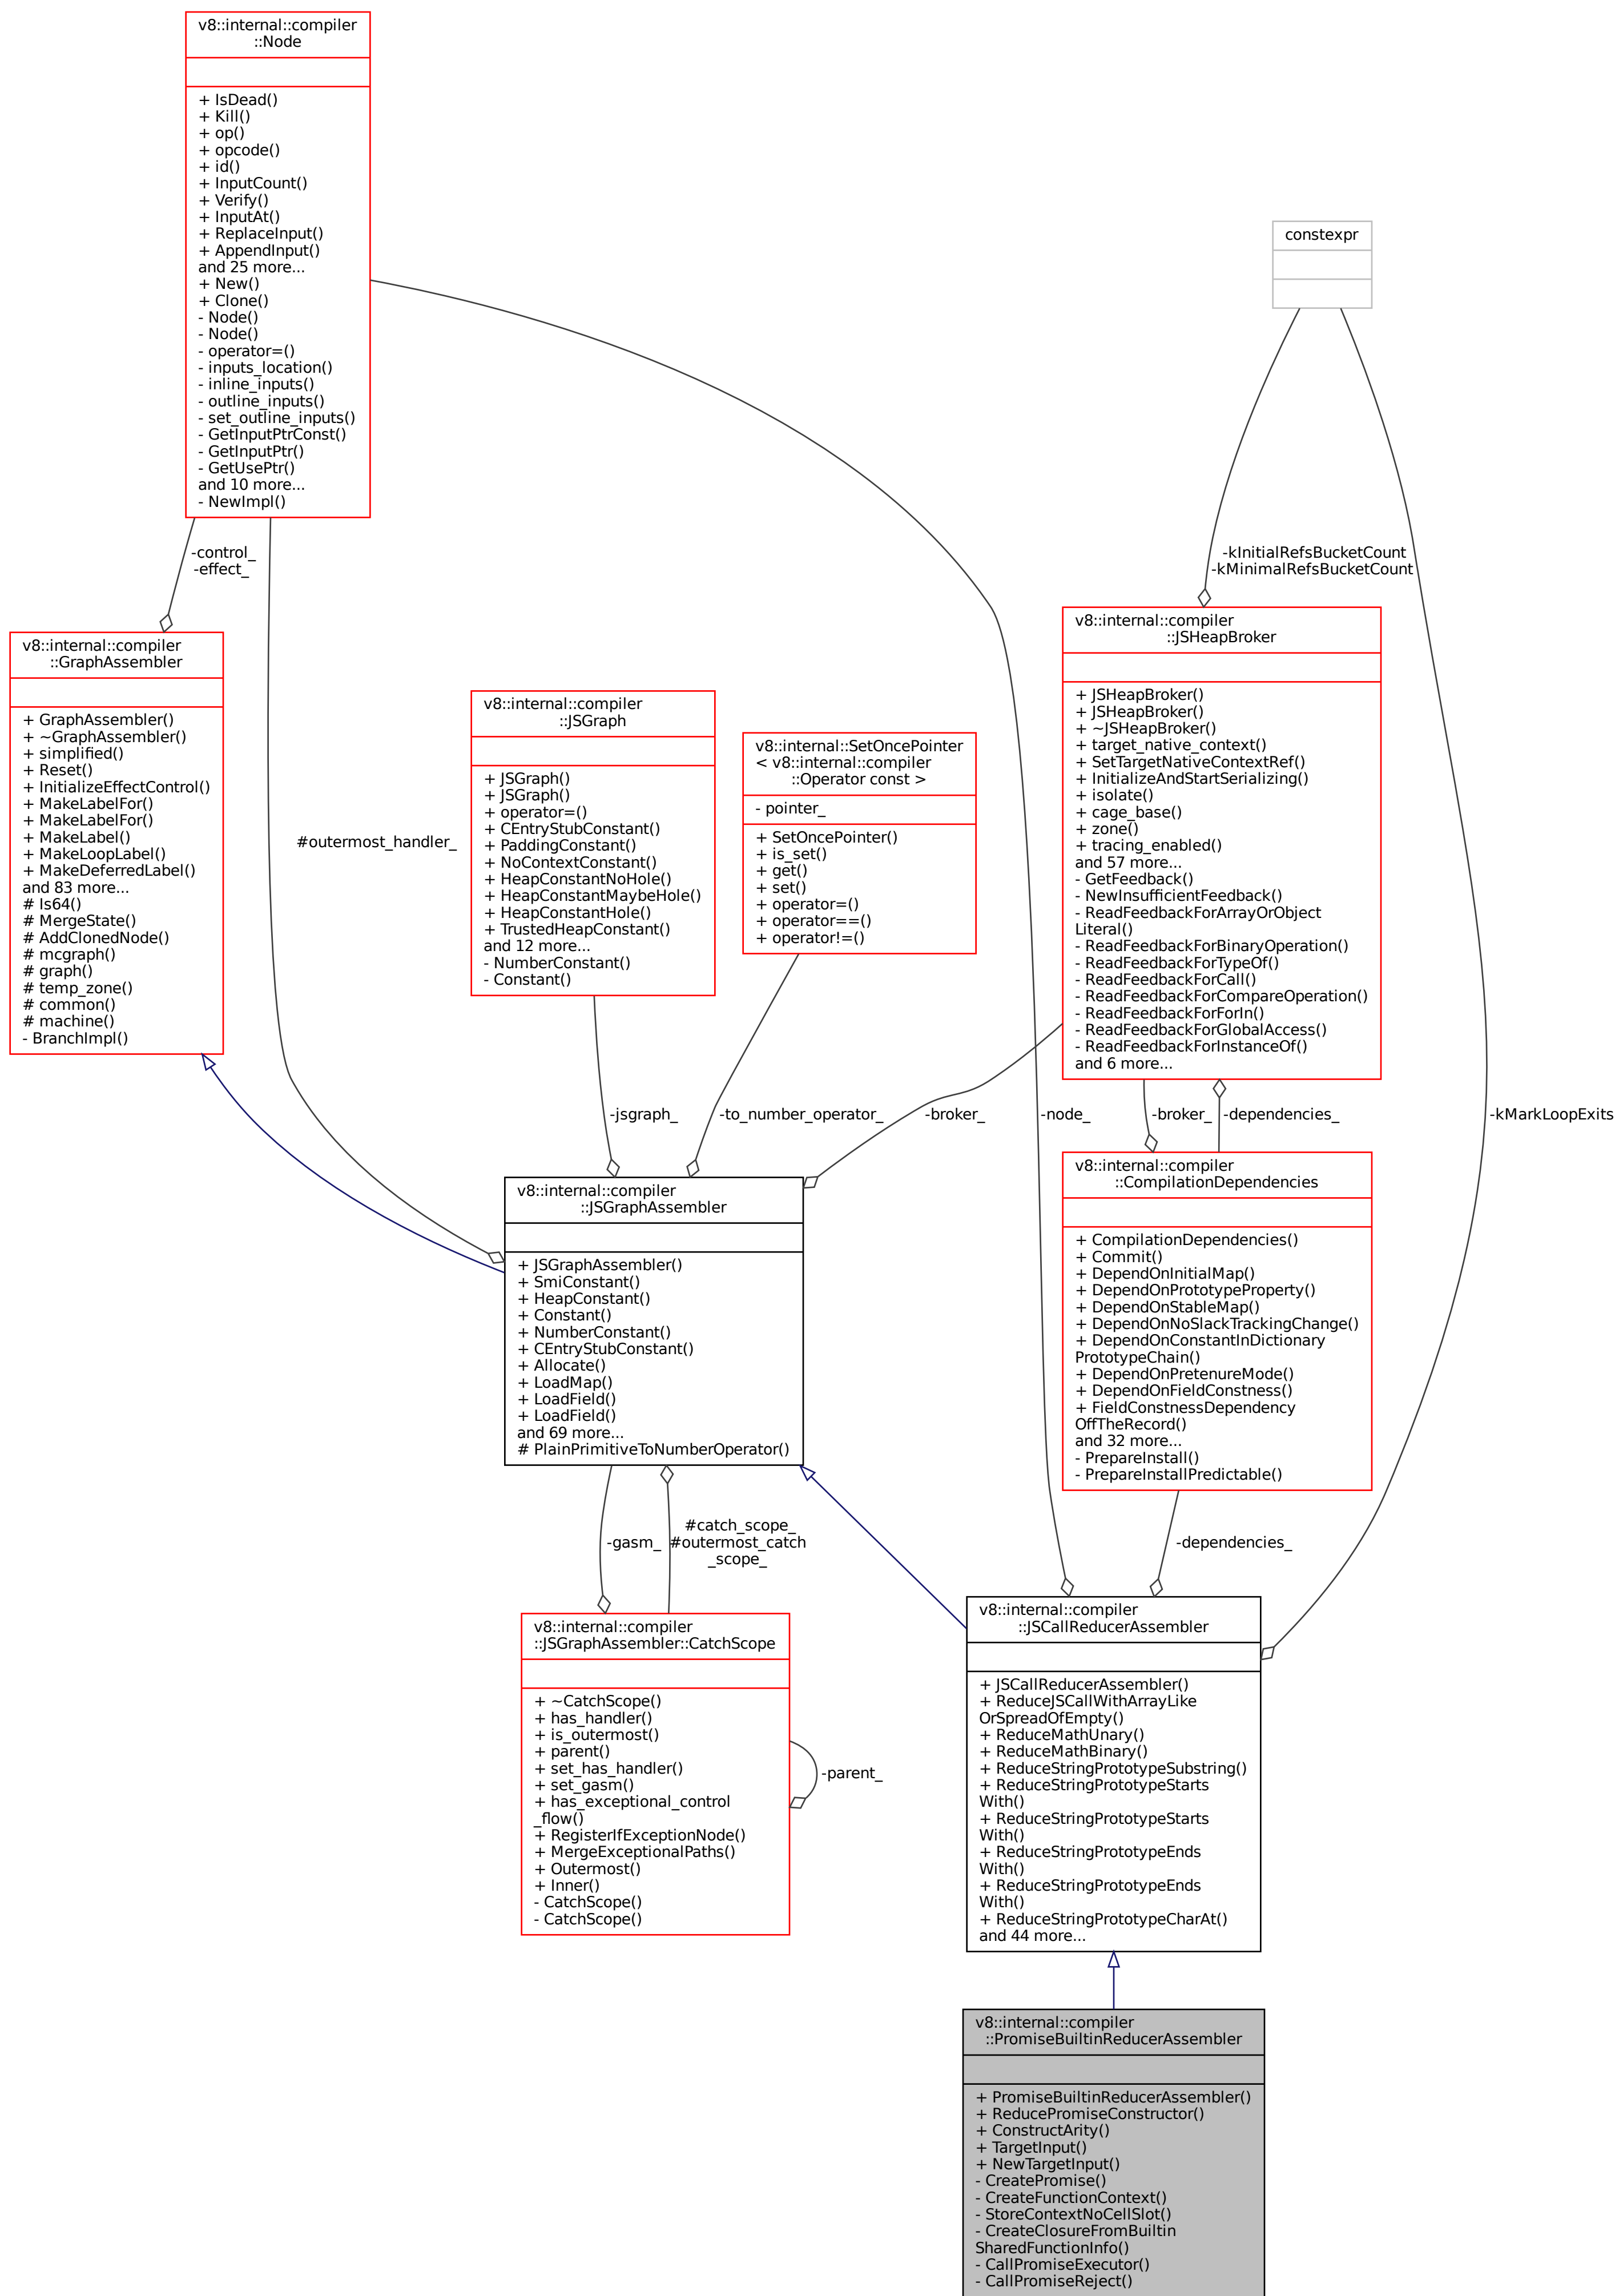 v8::internal::compiler
::Node
+ IsDead()
+ Kill()
+ op()
+ opcode()
+ id()
+ InputCount()
+ Verify()
+ InputAt()
+ ReplaceInput()
+ AppendInput()
and 25 more...
+ New()
+ Clone()
- Node()
- Node()
- operator=()
- inputs_location()
- inline_inputs()
- outline_inputs()
- set_outline_inputs()
- GetInputPtrConst()
- GetInputPtr()
- GetUsePtr()
and 10 more...
- NewImpl()
constexpr
-control_
-effect_
-kInitialRefsBucketCount
-kMinimalRefsBucketCount
v8::internal::compiler
::GraphAssembler
+ GraphAssembler()
+ ~GraphAssembler()
+ simplified()
+ Reset()
+ InitializeEffectControl()
+ MakeLabelFor()
+ MakeLabelFor()
+ MakeLabel()
+ MakeLoopLabel()
+ MakeDeferredLabel()
and 83 more...
# Is64()
# MergeState()
# AddClonedNode()
# mcgraph()
# graph()
# temp_zone()
# common()
# machine()
- BranchImpl()
#outermost_handler_
v8::internal::compiler
::JSGraph
+ JSGraph()
+ JSGraph()
+ operator=()
+ CEntryStubConstant()
+ PaddingConstant()
+ NoContextConstant()
+ HeapConstantNoHole()
+ HeapConstantMaybeHole()
+ HeapConstantHole()
+ TrustedHeapConstant()
and 12 more...
- NumberConstant()
- Constant()
v8::internal::SetOncePointer
< v8::internal::compiler
::Operator const >
- pointer_
+ SetOncePointer()
+ is_set()
+ get()
+ set()
+ operator=()
+ operator==()
+ operator!=()
v8::internal::compiler
::JSHeapBroker
+ JSHeapBroker()
+ JSHeapBroker()
+ ~JSHeapBroker()
+ target_native_context()
+ SetTargetNativeContextRef()
+ InitializeAndStartSerializing()
+ isolate()
+ cage_base()
+ zone()
+ tracing_enabled()
and 57 more...
- GetFeedback()
- NewInsufficientFeedback()
- ReadFeedbackForArrayOrObject
Literal()
- ReadFeedbackForBinaryOperation()
- ReadFeedbackForTypeOf()
- ReadFeedbackForCall()
- ReadFeedbackForCompareOperation()
- ReadFeedbackForForIn()
- ReadFeedbackForGlobalAccess()
- ReadFeedbackForInstanceOf()
and 6 more...
-jsgraph_
-to_number_operator_
-broker_
-node_
-broker_
-dependencies_
-kMarkLoopExits
v8::internal::compiler
::JSGraphAssembler
+ JSGraphAssembler()
+ SmiConstant()
+ HeapConstant()
+ Constant()
+ NumberConstant()
+ CEntryStubConstant()
+ Allocate()
+ LoadMap()
+ LoadField()
+ LoadField()
and 69 more...
# PlainPrimitiveToNumberOperator()
v8::internal::compiler
::CompilationDependencies
+ CompilationDependencies()
+ Commit()
+ DependOnInitialMap()
+ DependOnPrototypeProperty()
+ DependOnStableMap()
+ DependOnNoSlackTrackingChange()
+ DependOnConstantInDictionary
PrototypeChain()
+ DependOnPretenureMode()
+ DependOnFieldConstness()
+ FieldConstnessDependency
OffTheRecord()
and 32 more...
- PrepareInstall()
- PrepareInstallPredictable()
-gasm_
#catch_scope_
#outermost_catch
_scope_
-dependencies_
v8::internal::compiler
::JSGraphAssembler::CatchScope
+ ~CatchScope()
+ has_handler()
+ is_outermost()
+ parent()
+ set_has_handler()
+ set_gasm()
+ has_exceptional_control
_flow()
+ RegisterIfExceptionNode()
+ MergeExceptionalPaths()
+ Outermost()
+ Inner()
- CatchScope()
- CatchScope()
-parent_
v8::internal::compiler
::JSCallReducerAssembler
+ JSCallReducerAssembler()
+ ReduceJSCallWithArrayLike
OrSpreadOfEmpty()
+ ReduceMathUnary()
+ ReduceMathBinary()
+ ReduceStringPrototypeSubstring()
+ ReduceStringPrototypeStarts
With()
+ ReduceStringPrototypeStarts
With()
+ ReduceStringPrototypeEnds
With()
+ ReduceStringPrototypeEnds
With()
+ ReduceStringPrototypeCharAt()
and 44 more...
v8::internal::compiler
::PromiseBuiltinReducerAssembler
+ PromiseBuiltinReducerAssembler()
+ ReducePromiseConstructor()
+ ConstructArity()
+ TargetInput()
+ NewTargetInput()
- CreatePromise()
- CreateFunctionContext()
- StoreContextNoCellSlot()
- CreateClosureFromBuiltin
SharedFunctionInfo()
- CallPromiseExecutor()
- CallPromiseReject()